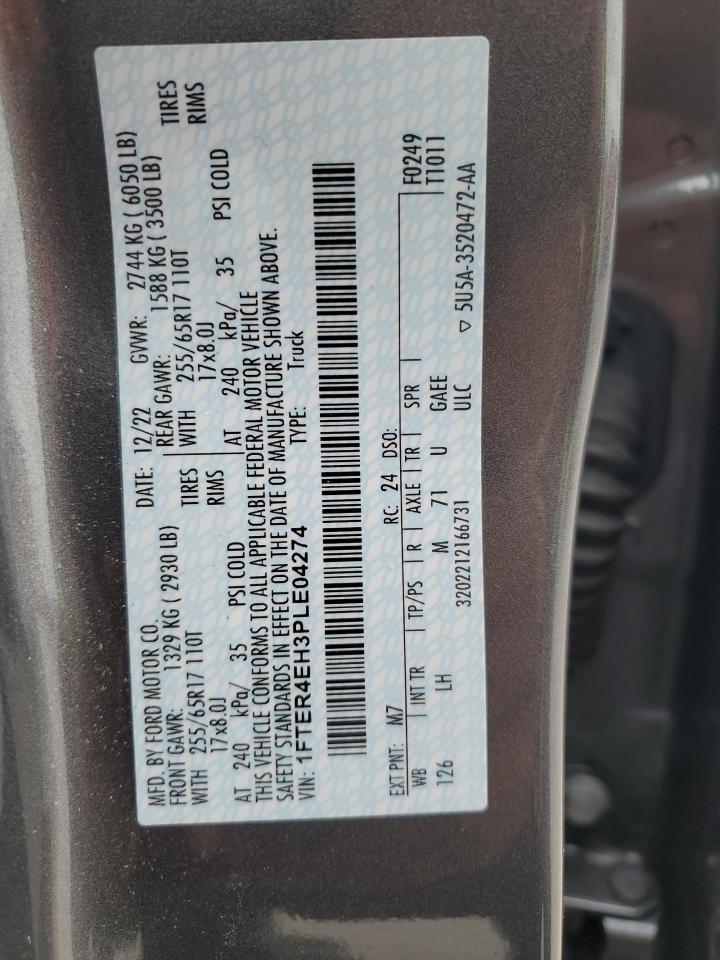 MFD. BY FORD MOTOR CO. DATE: 12/22 GVWR: 2744 KG ( 6050 LB)
FRONT GAWR: 1329 KG ( 2930 LB) REAR GAWR: 1588 KG ( 3500 LB)
WITH 255/65R17 110T TIRES WITH 255/65R17 110T TIRES
17x8.0J RIMS 17x8.0J RIMS
AT 240 kPa/ 35 PSI COLD AT 240 kPa/ 35 PSI COLD
THIS VEHICLE CONFORMS TO ALL APPLICABLE FEDERAL MOTOR VEHICLE
SAFETY STANDARDS IN EFFECT ON THE DATE OF MANUFACTURE SHOWN ABOVE.
VIN: 1FTER4EH3PLE04274 TYPE: Truck
EXT PNT: M7 RC: 24 DSO: F0249
WB INT TR TP/PS R AXLE TR SPR T1011
126 LH M 71 U GAEE
3202212166731 ULC ▽ 5U5A-3520472-AA